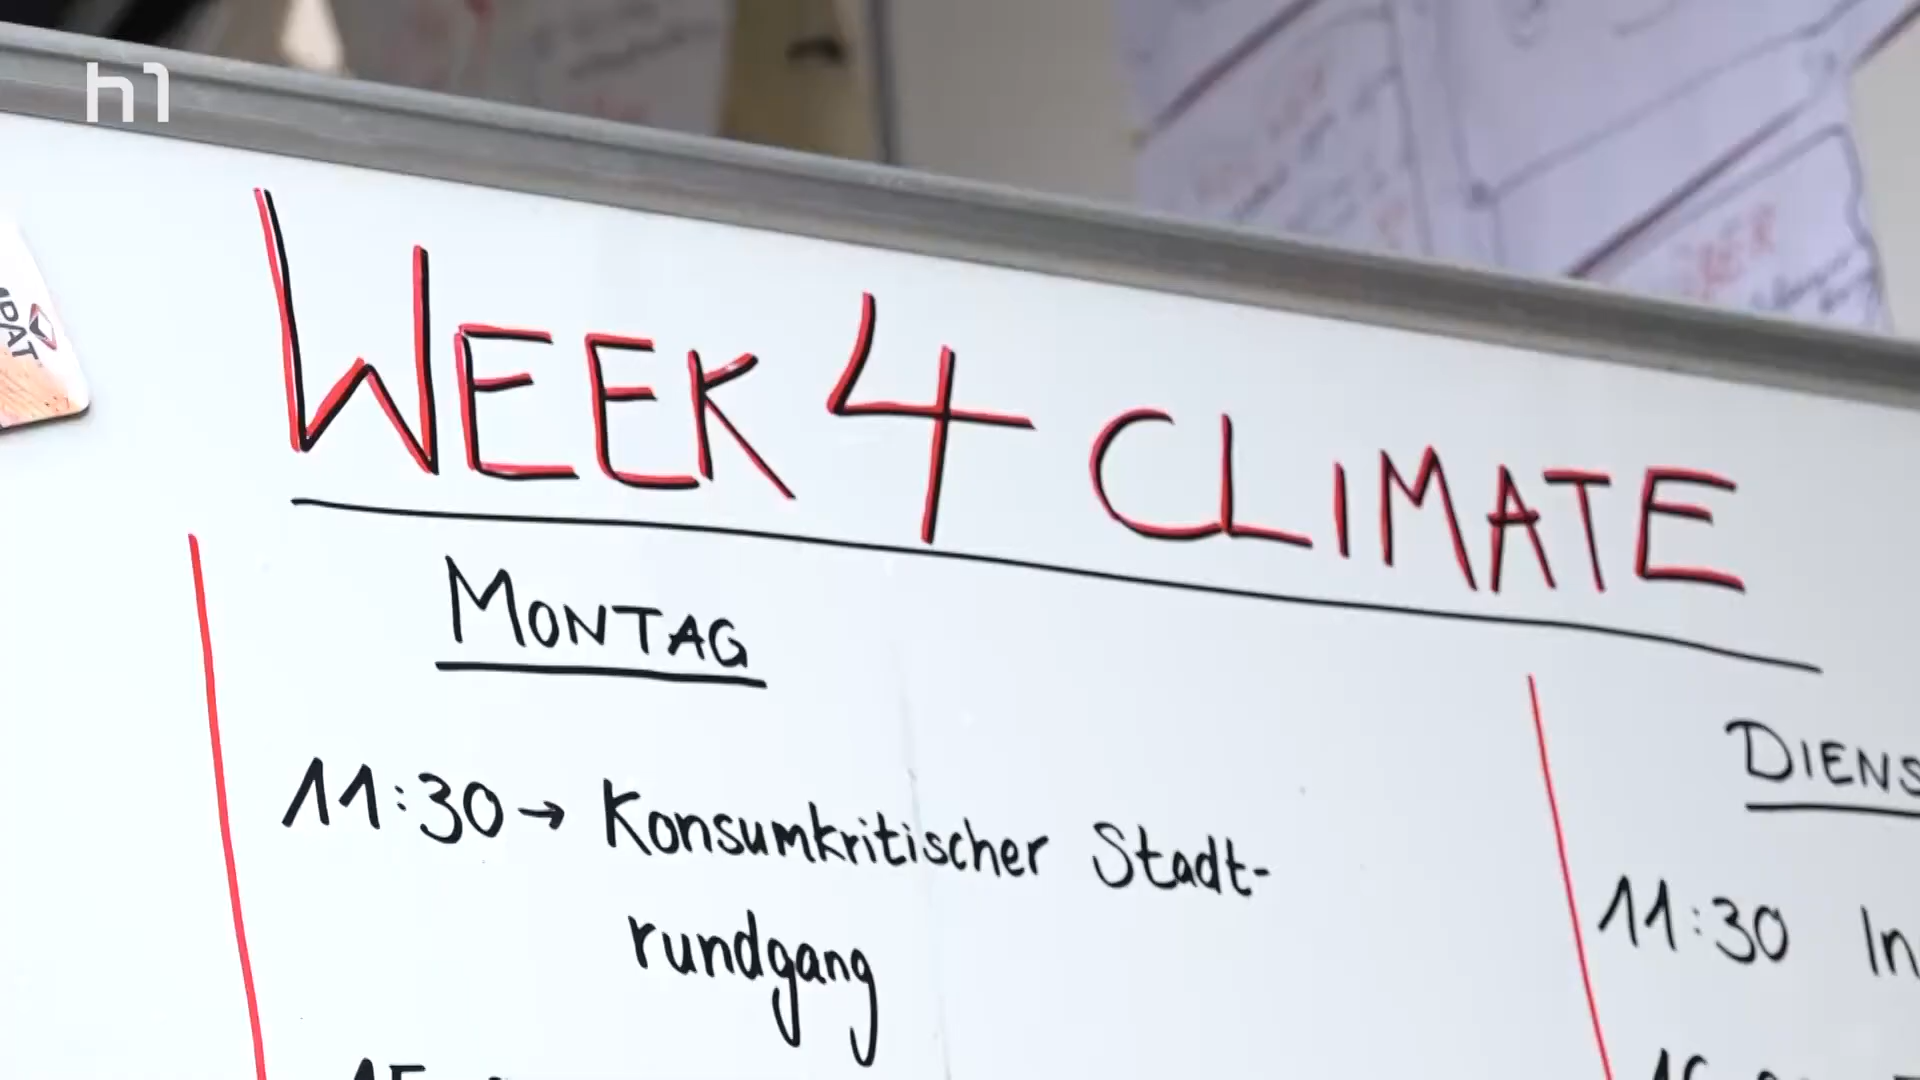 h1
WEEK 4 CLIMATE
MONTAG
11:30 → Konsumkritischer Stadt-
rundgang
DIENS
11:30 In